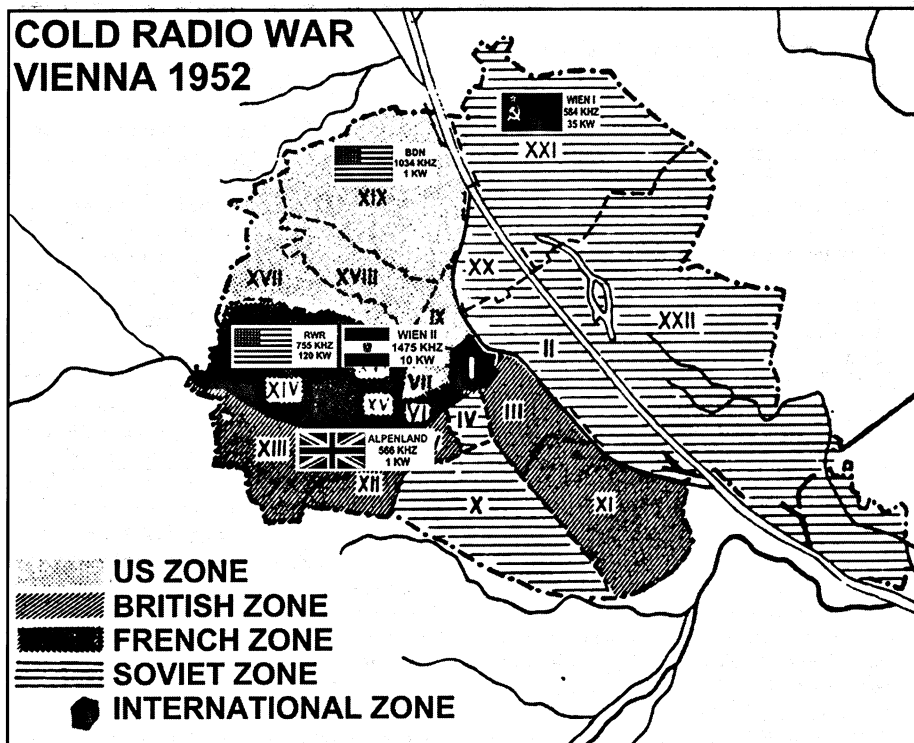 COLD RADIO WAR
VIENNA 1952
WIEN I
584 KHZ
35 KW
XXI
BDN
1034 KHZ
1 KW
XIX
XVII
XVIII
XX
IX
XXII
RWR
755 KHZ
120 KW
WIEN II
1475 KHZ
10 KW
II
I
VII
XIV
XV
VI
III
IV
XIII
ALPENLAND
566 KHZ
1 KW
XII
X
XI
US ZONE
BRITISH ZONE
FRENCH ZONE
SOVIET ZONE
INTERNATIONAL ZONE